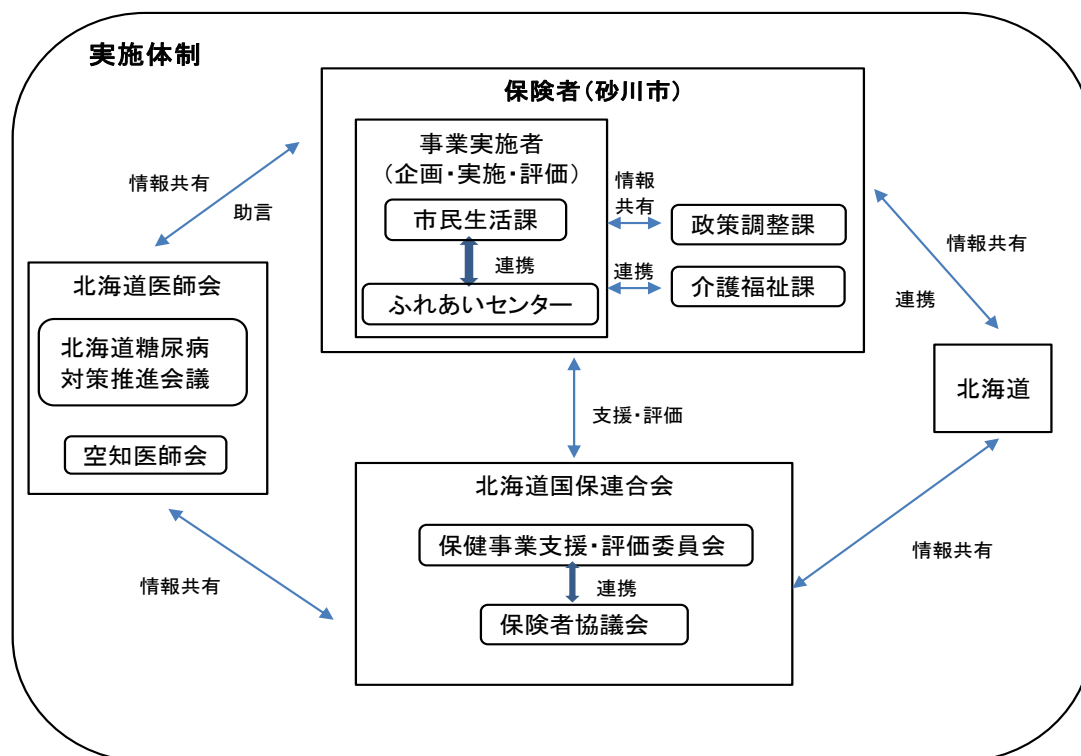 実施体制
保険者(砂川市)
事業実施者
(企画・実施・評価)
市民生活課
連携
ふれあいセンター
情報
共有
連携
政策調整課
介護福祉課
情報共有
助言
情報共有
連携
北海道医師会
北海道糖尿病
対策推進会議
空知医師会
北海道
支援・評価
北海道国保連合会
保健事業支援・評価委員会
連携
保険者協議会
情報共有
情報共有